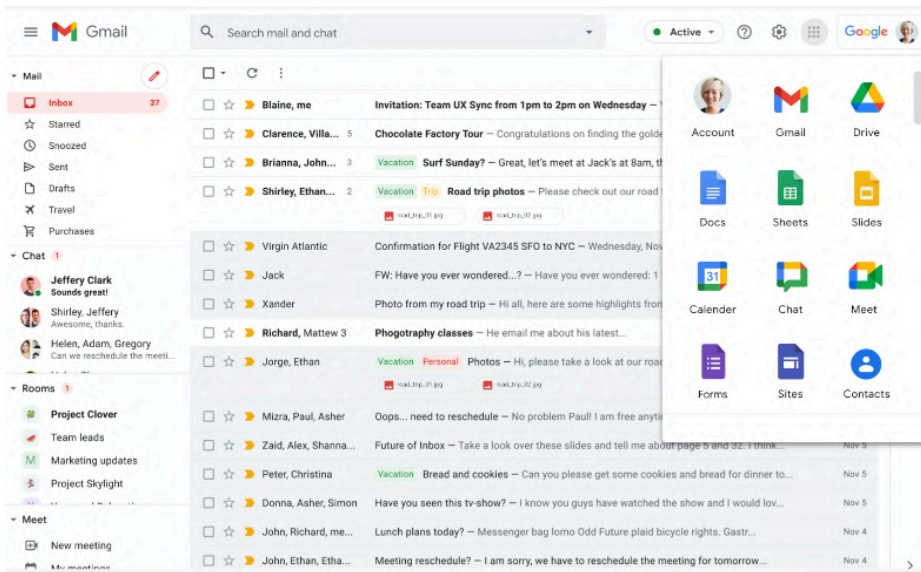 Gmail
Search mail and chat
Active
Google
Mail
Inbox 37
Starred
Snoozed
Sent
Drafts
Travel
Purchases
Chat 1
Jeffery Clark
Sounds great!
Shirley, Jeffery
Awesome, thanks.
Helen, Adam, Gregory
Can we reschedule the meeti...
Rooms 1
Project Clover
Team leads
Marketing updates
Project Skylight
Meet
New meeting
My meetings
Blaine, me Invitation: Team UX Sync from 1pm to 2pm on Wednesday –
Clarence, Villa... 5 Chocolate Factory Tour – Congratulations on finding the golde
Brianna, John... 3 Vacation Surf Sunday? – Great, let's meet at Jack's at 8am, th
Shirley, Ethan... 2 Vacation Trip Road trip photos – Please check out our road
road_trip_01.jpg road_trip_02.jpg
Virgin Atlantic Confirmation for Flight VA2345 SFO to NYC – Wednesday, Nov
Jack FW: Have you ever wondered...? – Have you ever wondered: 1
Xander Photo from my road trip – Hi all, here are some highlights from
Richard, Mattew 3 Phogotraphy classes – He email me about his latest...
Jorge, Ethan Vacation Personal Photos – Hi, please take a look at our road
road_trip_01.jpg road_trip_02.jpg
Mizra, Paul, Asher Oops... need to reschedule – No problem Paul! I am free anyti
Zaid, Alex, Shanna... Future of Inbox – Take a look over these slides and tell me about page 5 and 32. I think... Nov 5
Peter, Christina Vacation Bread and cookies – Can you please get some cookies and bread for dinner to... Nov 5
Donna, Asher, Simon Have you seen this tv-show? – I know you guys have watched the show and I would lov... Nov 5
John, Richard, me... Lunch plans today? – Messenger bag lomo Odd Future plaid bicycle rights. Gastr... Nov 4
John, Ethan, Etha... Meeting reschedule? – I am sorry, we have to reschedule the meeting for tomorrow... Nov 4
Account Gmail Drive
Docs Sheets Slides
31
Calender Chat Meet
Forms Sites Contacts